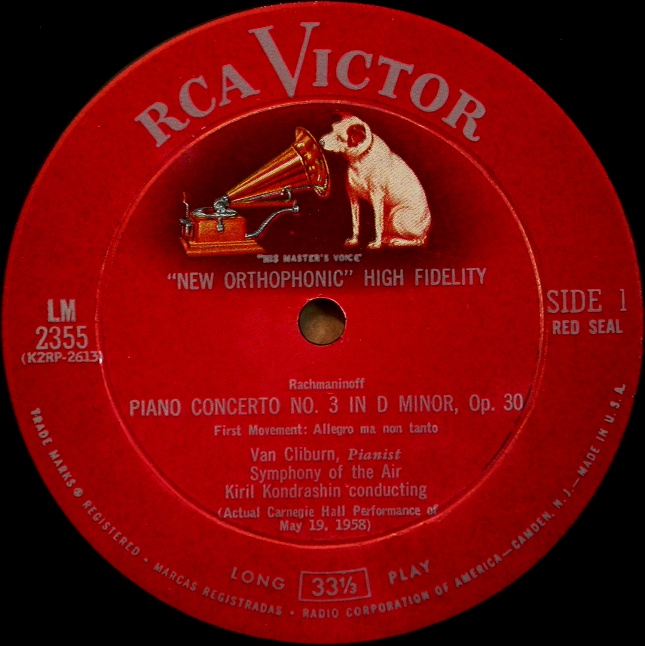 RCA VICTOR
"HIS MASTER'S VOICE"
"NEW ORTHOPHONIC" HIGH FIDELITY
LM
2355
(K2RP-2613)
SIDE 1
RED SEAL
Rachmaninoff
PIANO CONCERTO NO. 3 IN D MINOR, Op. 30
First Movement: Allegro ma non tanto
Van Cliburn, Pianist
Symphony of the Air
Kiril Kondrashin conducting
(Actual Carnegie Hall Performance of
May 19, 1958)
LONG 33⅓ PLAY
TRADE MARKS ® REGISTERED • MARCAS REGISTRADAS • RADIO CORPORATION OF AMERICA—CAMDEN, N. J.—MADE IN U.S.A.